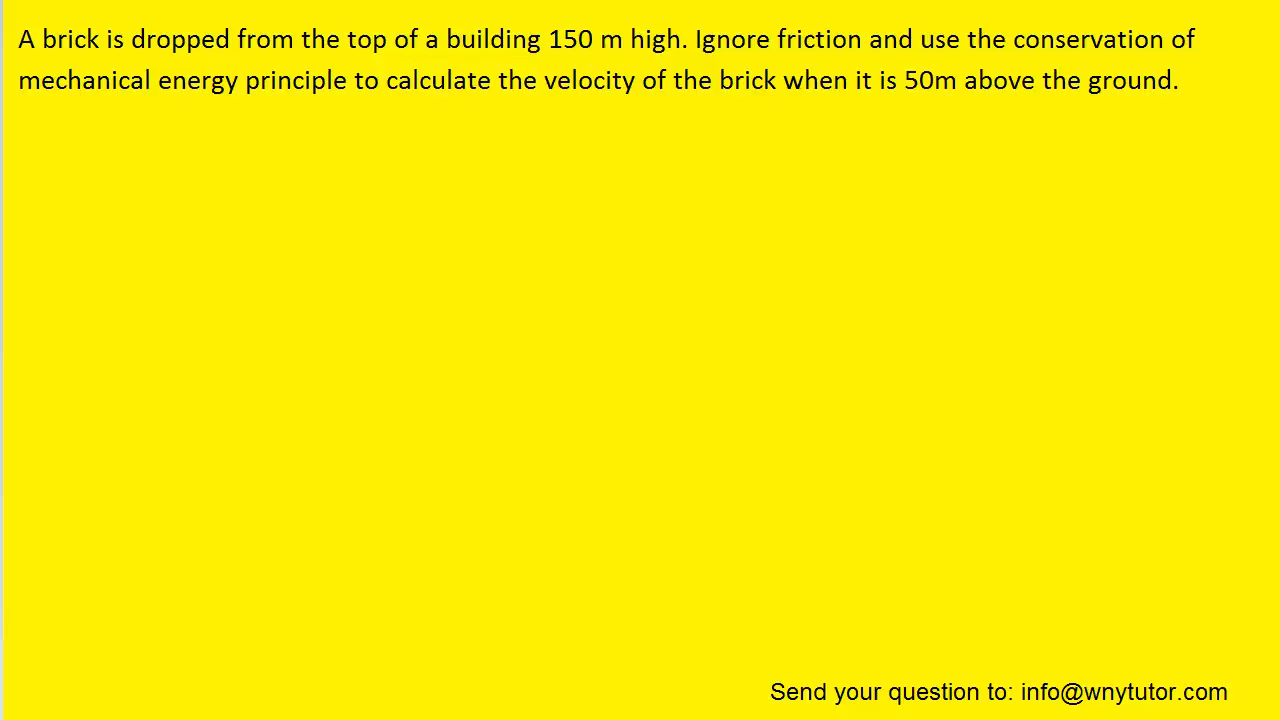 A brick is dropped from the top of a building 150 m high. Ignore friction and use the conservation of
mechanical energy principle to calculate the velocity of the brick when it is 50m above the ground.
Send your question to: info@wnytutor.com